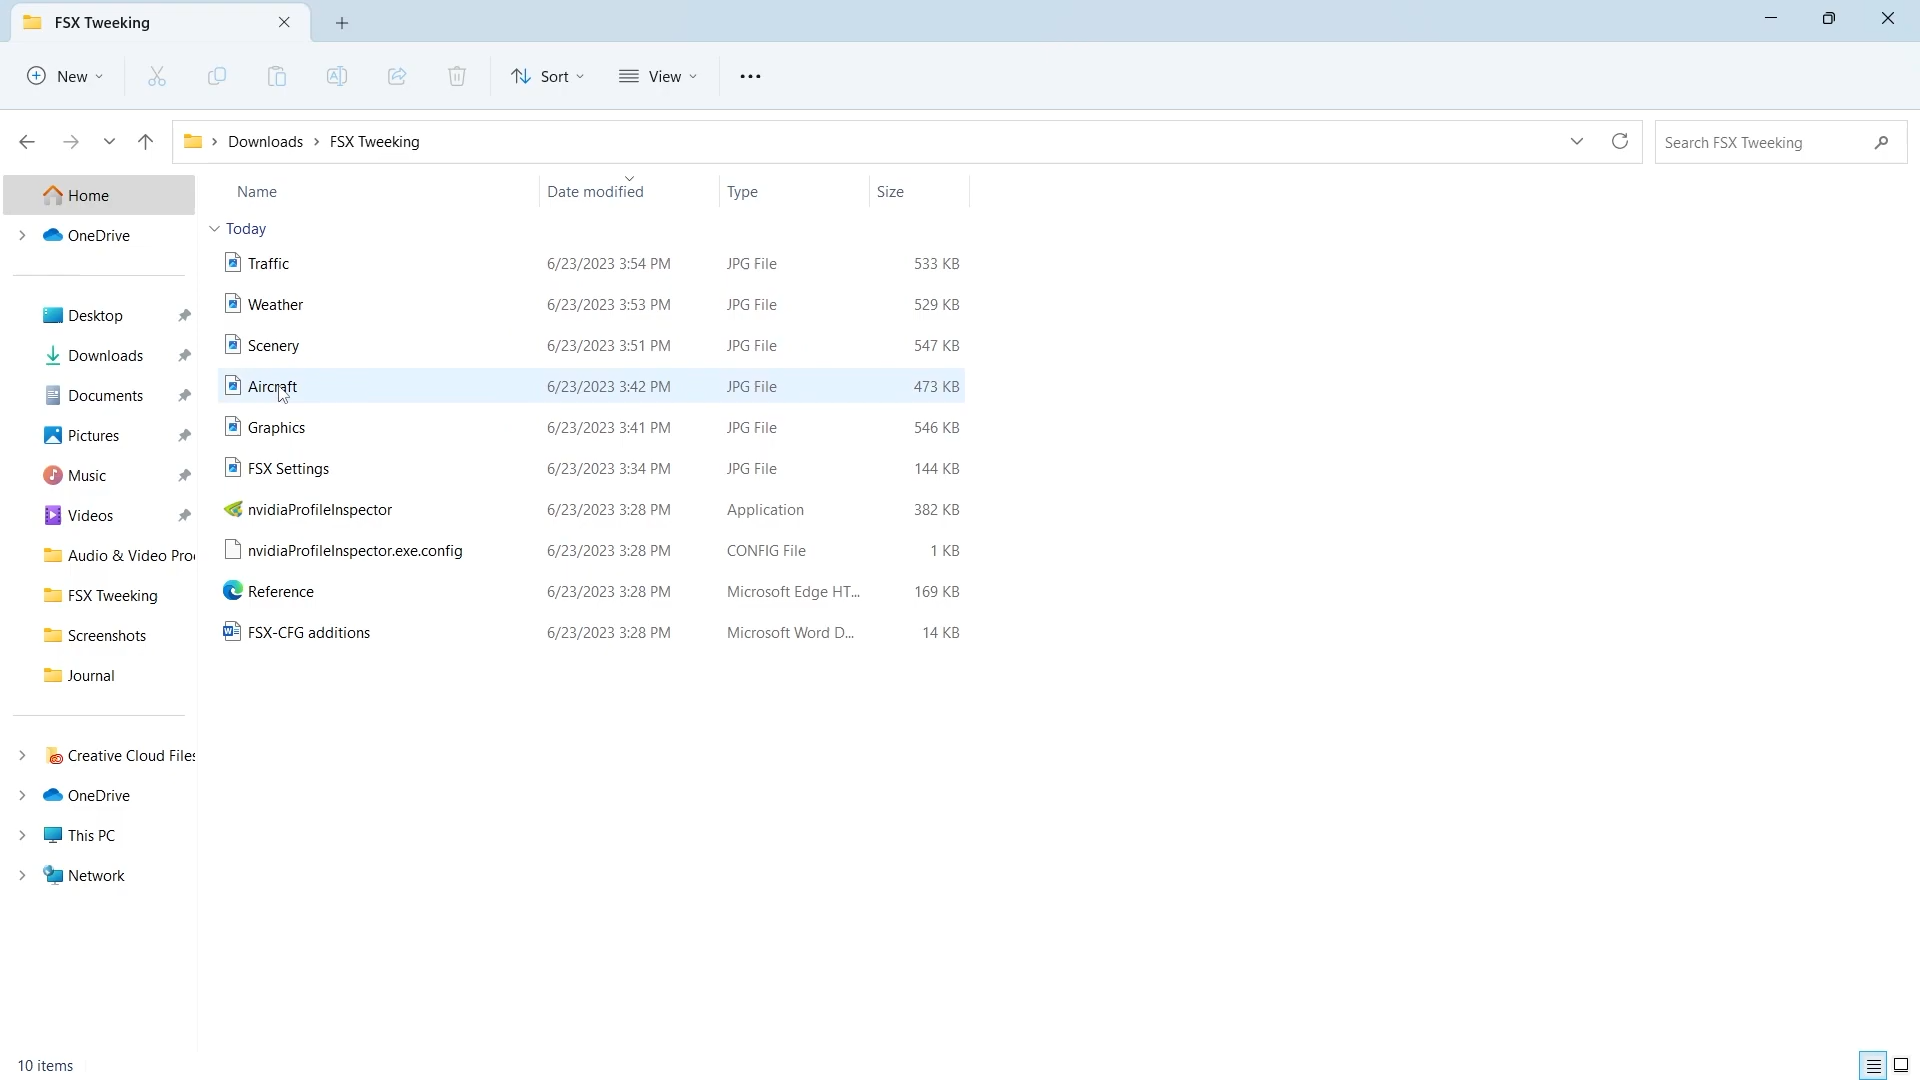 FSX Tweeking
New
Sort
View
Downloads
FSX Tweeking
Search FSX Tweeking
Home
OneDrive
Desktop
Downloads
Documents
Pictures
Music
Videos
Audio & Video Pro
FSX Tweeking
Screenshots
Journal
Creative Cloud Files
OneDrive
This PC
Network
Name Date modified Type Size
Today
Traffic 6/23/2023 3:54 PM JPG File 533 KB
Weather 6/23/2023 3:53 PM JPG File 529 KB
Scenery 6/23/2023 3:51 PM JPG File 547 KB
Aircraft 6/23/2023 3:42 PM JPG File 473 KB
Graphics 6/23/2023 3:41 PM JPG File 546 KB
FSX Settings 6/23/2023 3:34 PM JPG File 144 KB
nvidiaProfileInspector 6/23/2023 3:28 PM Application 382 KB
nvidiaProfileInspector.exe.config 6/23/2023 3:28 PM CONFIG File 1 KB
Reference 6/23/2023 3:28 PM Microsoft Edge HT... 169 KB
FSX-CFG additions 6/23/2023 3:28 PM Microsoft Word D... 14 KB
10 items